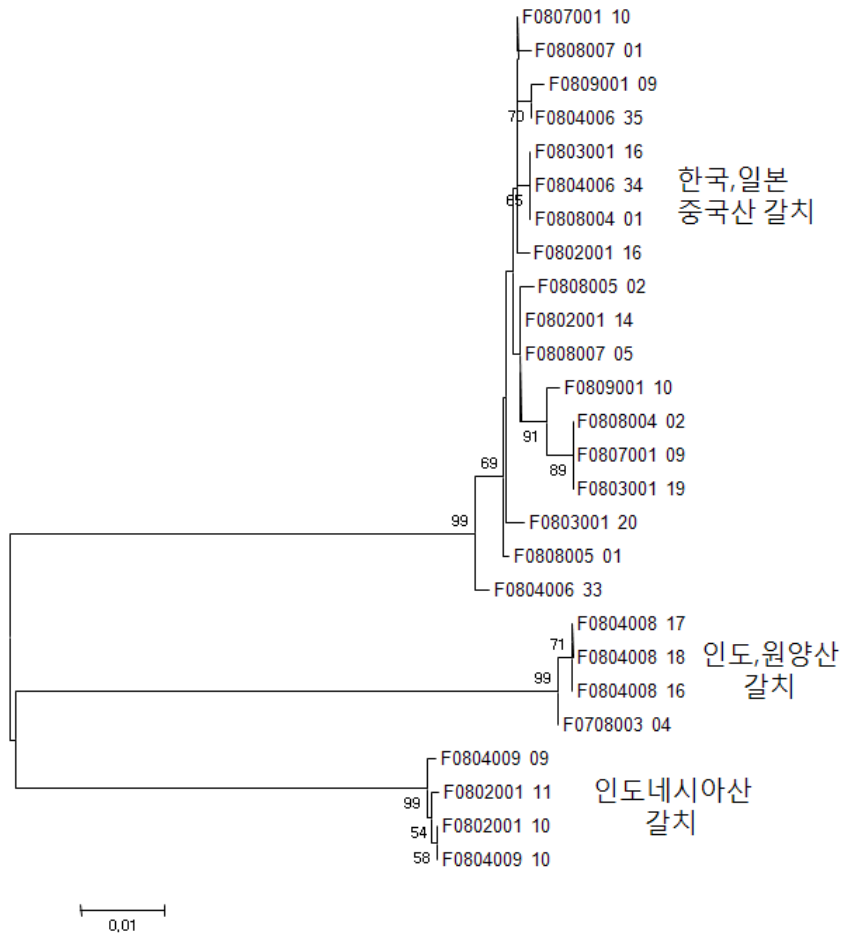 F0807001 10
F0808007 01
F0809001 09
70
F0804006 35
F0803001 16
F0804006 34
65
F0808004 01
한국,일본
중국산 갈치
F0802001 16
F0808005 02
F0802001 14
F0808007 05
F0809001 10
F0808004 02
91
F0807001 09
89
F0803001 19
69
F0803001 20
99
F0808005 01
F0804006 33
F0804008 17
71
F0804008 18
99
F0804008 16
인도,원양산
갈치
F0708003 04
F0804009 09
F0802001 11
99
F0802001 10
54
F0804009 10
58
인도네시아산
갈치
0,01